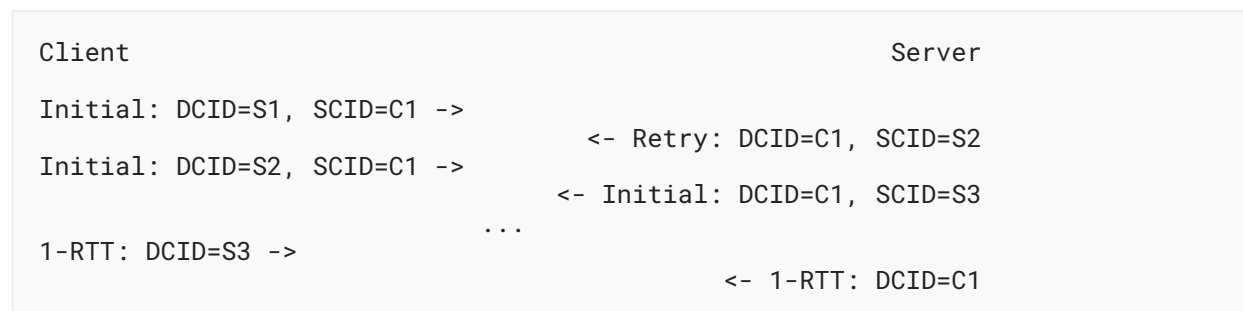 Client                                                        Server
Initial: DCID=S1, SCID=C1 ->
<- Retry: DCID=C1, SCID=S2
Initial: DCID=S2, SCID=C1 ->
<- Initial: DCID=C1, SCID=S3
...
1-RTT: DCID=S3 ->
<- 1-RTT: DCID=C1